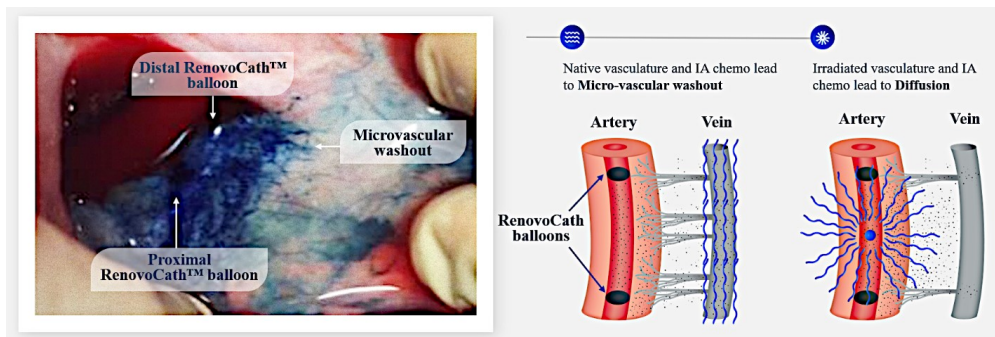 Distal RenovoCath™
balloon
Microvascular
washout
Proximal
RenovoCath™ balloon
Native vasculature and IA chemo lead
to Micro-vascular washout
Artery
Vein
RenovoCath
balloons
Irradiated vasculature and IA
chemo lead to Diffusion
Artery
Vein